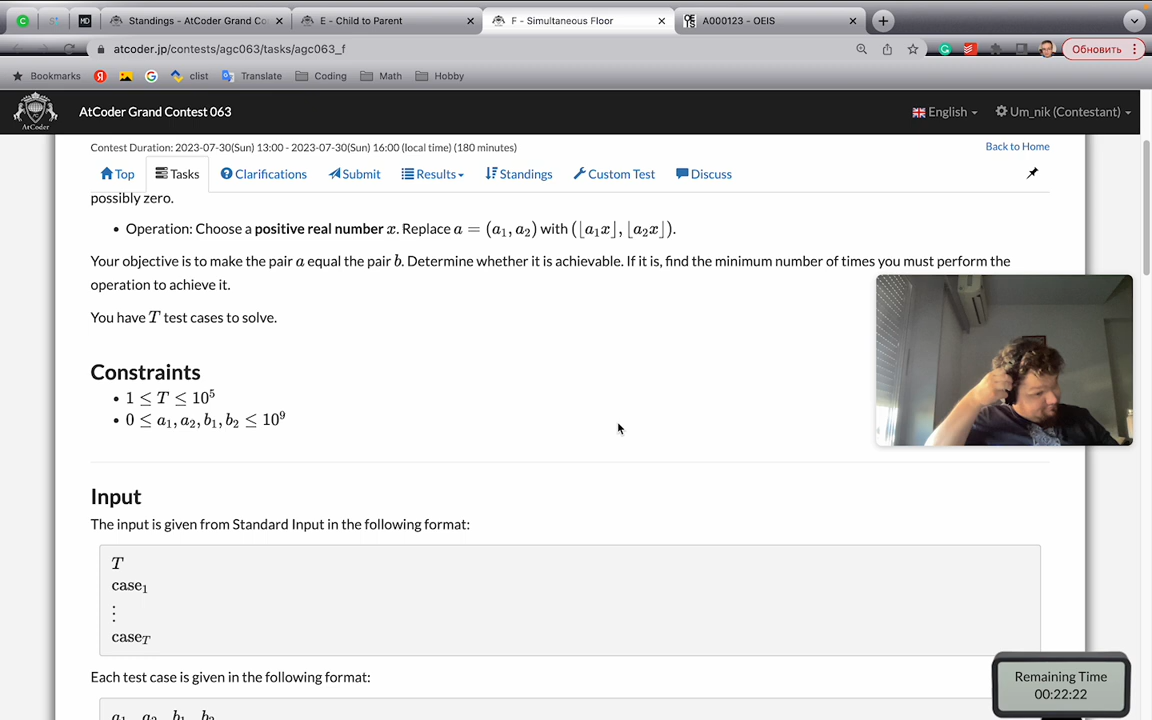 Standings - AtCoder Grand Co
E - Child to Parent
F - Simultaneous Floor
A000123 - OEIS
atcoder.jp/contests/agc063/tasks/agc063_f
Обновить
Bookmarks
clist
Translate
Coding
Math
Hobby
AtCoder Grand Contest 063
English
Um_nik (Contestant)
Contest Duration: 2023-07-30(Sun) 13:00 - 2023-07-30(Sun) 16:00 (local time) (180 minutes)
Back to Home
Top
Tasks
Clarifications
Submit
Results
Standings
Custom Test
Discuss
possibly zero.
• Operation: Choose a positive real number x. Replace a = (a₁, a₂) with (⌊a₁x⌋, ⌊a₂x⌋).
Your objective is to make the pair a equal the pair b. Determine whether it is achievable. If it is, find the minimum number of times you must perform the
operation to achieve it.
You have T test cases to solve.
Constraints
• 1 ≤ T ≤ 10⁵
• 0 ≤ a₁, a₂, b₁, b₂ ≤ 10⁹
Input
The input is given from Standard Input in the following format:
T
case₁
⋮
case_T
Each test case is given in the following format:
a₁ a₂ b₁ b₂
Remaining Time
00:22:22